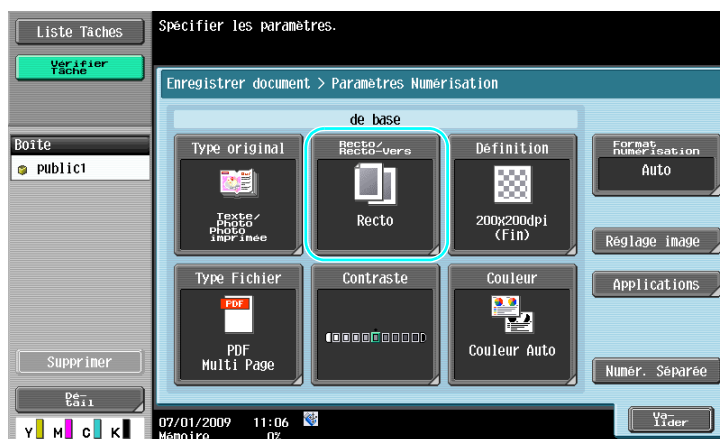 Liste Tâches
Vérifier
Tâche
Boîte
public1
Supprimer
Dé-
tail
Y M C K
Spécifier les paramètres.
Enregistrer document > Paramètres Numérisation
de base
Type original
Texte/
Photo
Photo
imprimée
Recto/
Recto-vers
Recto
Définition
200x200dpi
(Fin)
Type Fichier
PDF
PDF
Multi Page
Contraste
Couleur
Couleur Auto
Format
numérisation
Auto
Réglage image
Applications
Numér. Séparée
07/01/2009 11:06
Mémoire 0%
Va-
lider